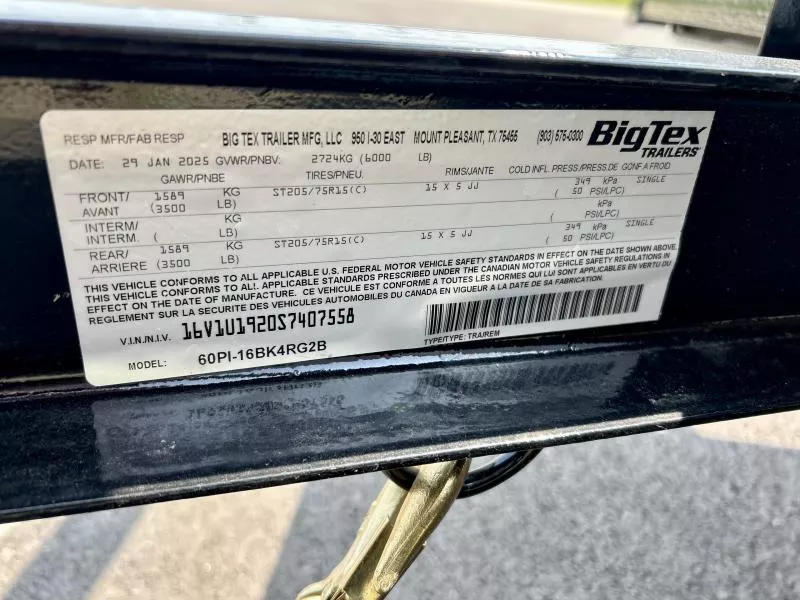 RESP MFR/FAB RESP BIG TEX TRAILER MFG, LLC 950 I-30 EAST MOUNT PLEASANT, TX 75455 (903) 575-0300 BigTex
TRAILERS
DATE: 29 JAN 2025 GVWR/PNBV: 2724KG (6000 LB)
GAWR/PNBE TIRES/PNEU. RIMS/JANTE COLD INFL. PRESS/PRESS.DE GONF.A FROID
FRONT/ 1589 KG ST205/75R15(C) 15 X 5 JJ 349 kPa SINGLE
AVANT (3500 LB) ( 50 PSI/LPC)
INTERM/ KG kPa
INTERM. ( LB) ( PSI/LPC)
REAR/ 1589 KG ST205/75R15(C) 15 X 5 JJ 349 kPa SINGLE
ARRIERE (3500 LB) ( 50 PSI/LPC)
THIS VEHICLE CONFORMS TO ALL APPLICABLE U.S. FEDERAL MOTOR VEHICLE SAFETY STANDARDS IN EFFECT ON THE DATE SHOWN ABOVE.
THIS VEHICLE CONFORMS TO ALL APPLICABLE STANDARDS PRESCRIBED UNDER THE CANADIAN MOTOR VEHICLE SAFETY REGULATIONS IN
EFFECT ON THE DATE OF MANUFACTURE. CE VEHICULE EST CONFORME A TOUTES LES NORMES QUI LUI SONT APPLICABLES EN VERTU DU
REGLEMENT SUR LA SECURITE DES VEHICULES AUTOMOBILES DU CANADA EN VIGUEUR A LA DATE DE SA FABRICATION.
V.I.N./N.I.V. 16V1U1920S7407558
TYPE/TYPE: TRA/REM
MODEL: 60PI-16BK4RG2B